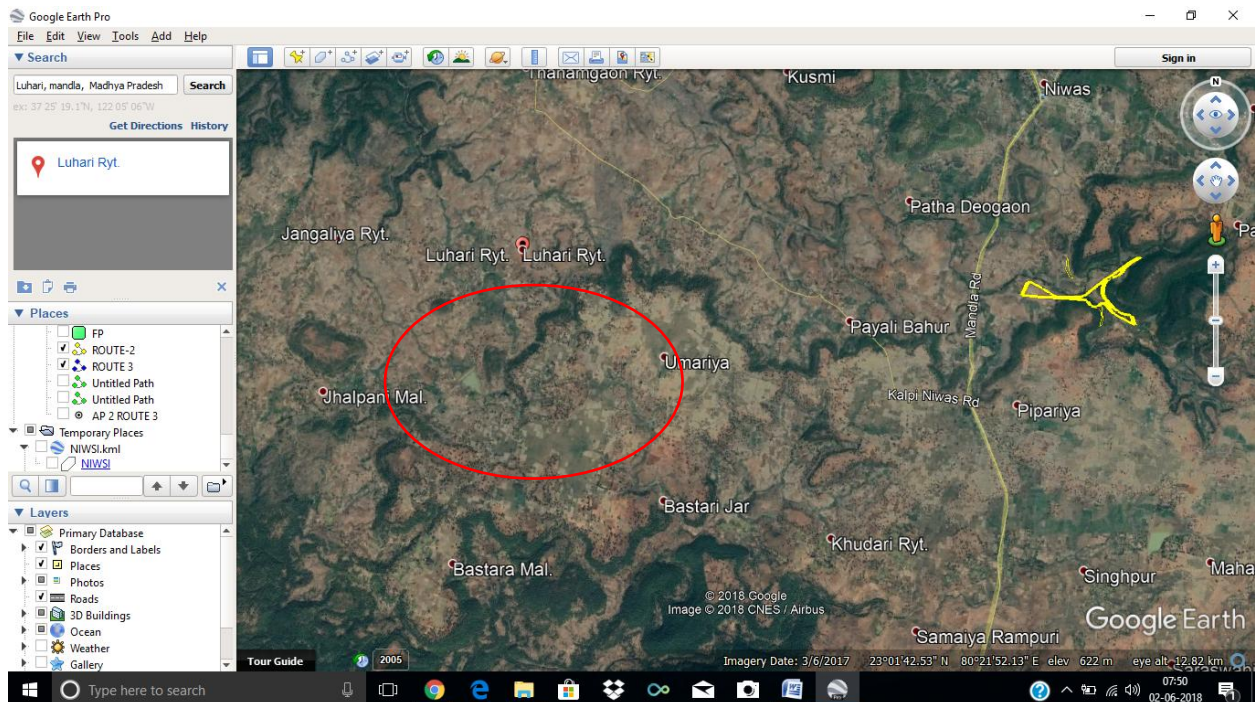 Google Earth Pro
File Edit View Tools Add Help
Search
Luhari, mandla, Madhya Pradesh Search
ex: 37 25' 19.1"N, 122 05' 06"W
Get Directions History
Luhari Ryt.
Places
FP
ROUTE-2
ROUTE 3
Untitled Path
Untitled Path
AP 2 ROUTE 3
Temporary Places
NIWSI.kml
NIWSI
Layers
Primary Database
Borders and Labels
Places
Photos
Roads
3D Buildings
Ocean
Weather
Gallery
Sign in
Thanamgaon Ryt.
Kusmi
Niwas
N
Patha Deogaon
Jangaliya Ryt.
Luhari Ryt. Luhari Ryt.
Mandla Rd
Payali Bahur
Umariya
Jhalpani Mal.
Kalpi Niwas Rd
Pipariya
Bastari Jar
Khudari Ryt.
Bastara Mal.
Singhpur
Maha
© 2018 Google
Image © 2018 CNES / Airbus
Google Earth
Samaiya Rampuri
Tour Guide 2005 Imagery Date: 3/6/2017 23°01'42.53" N 80°21'52.13" E elev 622 m eye alt 12.82 km
Type here to search
07:50
02-06-2018